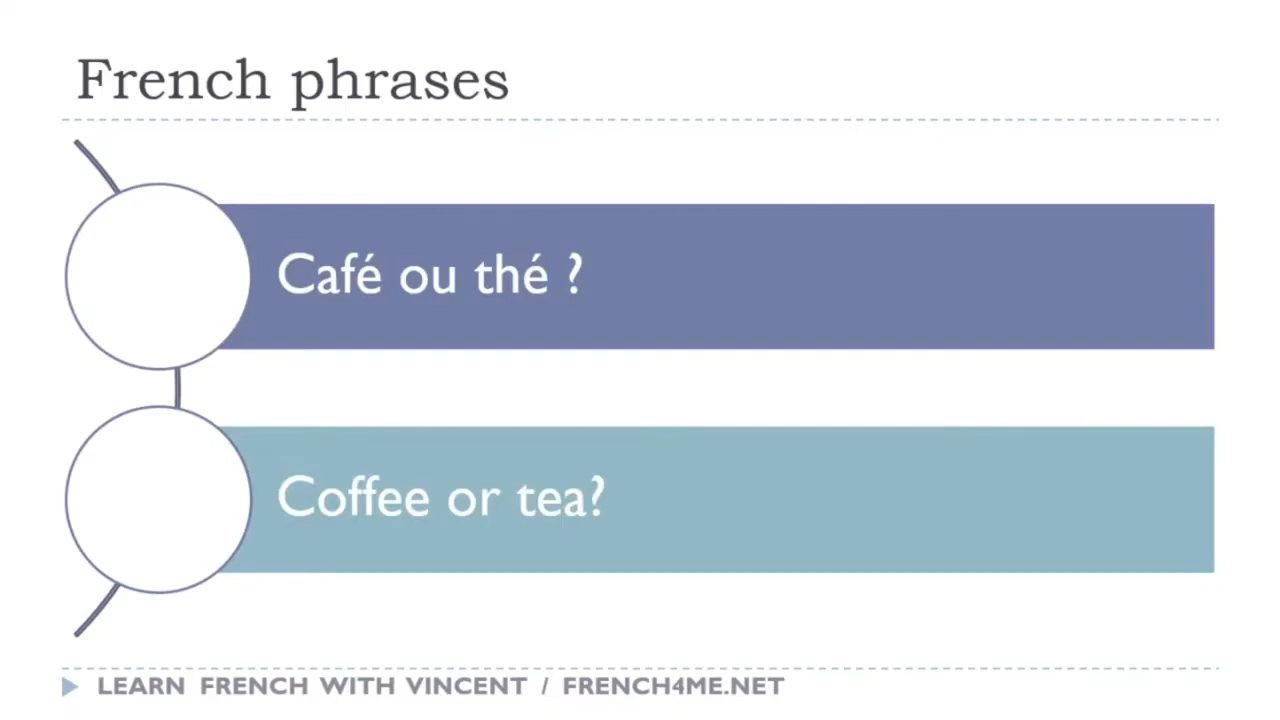 French phrases
Café ou thé ?
Coffee or tea?
LEARN FRENCH WITH VINCENT / FRENCH4ME.NET